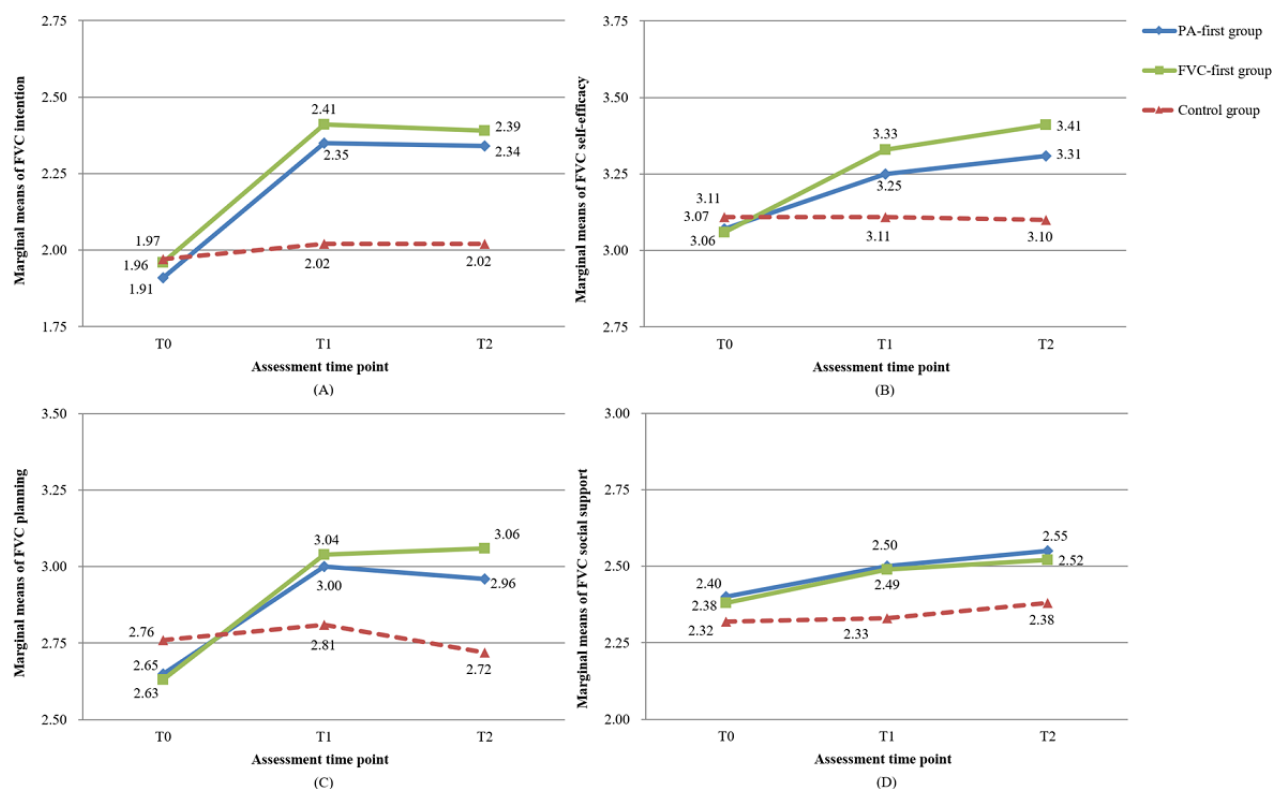 2.75
2.50
2.25
2.00
1.75
Marginal means of FVC intention
2.41
2.39
2.35
2.34
1.97
1.96
1.91
2.02
2.02
T0
T1
T2
Assessment time point
(A)
3.75
3.50
3.25
3.00
2.75
Marginal means of FVC self-efficacy
3.41
3.33
3.31
3.25
3.11
3.07
3.06
3.11
3.10
T0
T1
T2
Assessment time point
(B)
PA-first group
FVC-first group
Control group
3.50
3.25
3.00
2.75
2.50
Marginal means of FVC planning
3.04
3.06
3.00
2.96
2.76
2.65
2.63
2.81
2.72
T0
T1
T2
Assessment time point
(C)
3.00
2.75
2.50
2.25
2.00
Marginal means of FVC social support
2.55
2.50
2.52
2.49
2.40
2.38
2.32
2.33
2.38
T0
T1
T2
Assessment time point
(D)